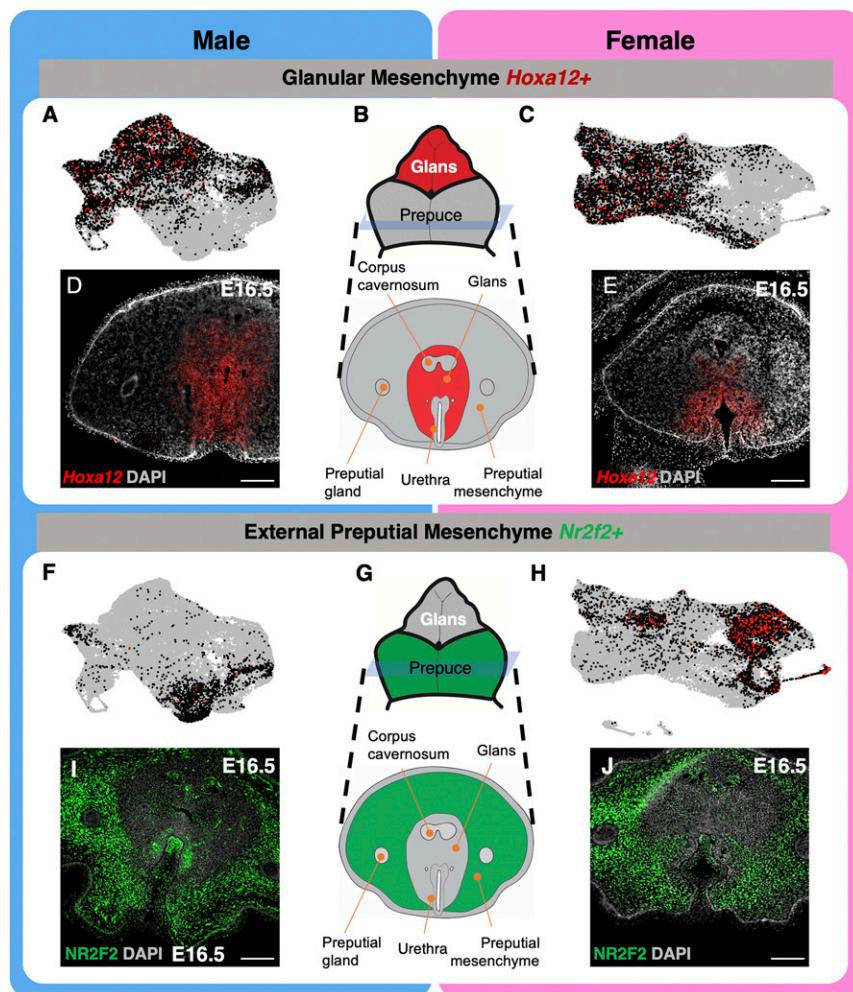 Male
Female
Glanular Mesenchyme Hoxa12+
A
B
C
Glans
Prepuce
Corpus
cavernosum
Glans
D
E16.5
E
E16.5
Hoxa12 DAPI
Preputial
gland
Urethra
Preputial
mesenchyme
Hoxa12 DAPI
External Preputial Mesenchyme Nr2f2+
F
G
H
Glans
Prepuce
Corpus
cavernosum
Glans
I
E16.5
J
E16.5
NR2F2 DAPI E16.5
Preputial
gland
Urethra
Preputial
mesenchyme
NR2F2 DAPI